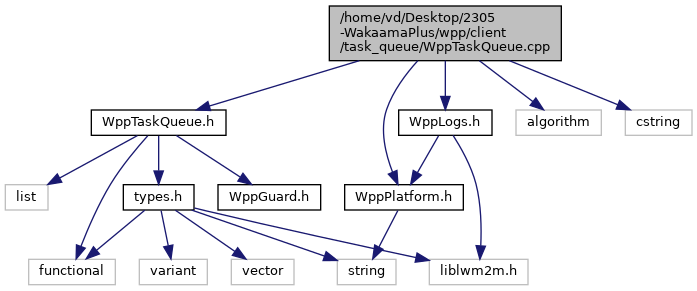 /home/vd/Desktop/2305
-WakaamaPlus/wpp/client
/task_queue/WppTaskQueue.cpp
WppTaskQueue.h
WppLogs.h
algorithm
cstring
list
types.h
WppGuard.h
WppPlatform.h
functional
variant
vector
string
liblwm2m.h